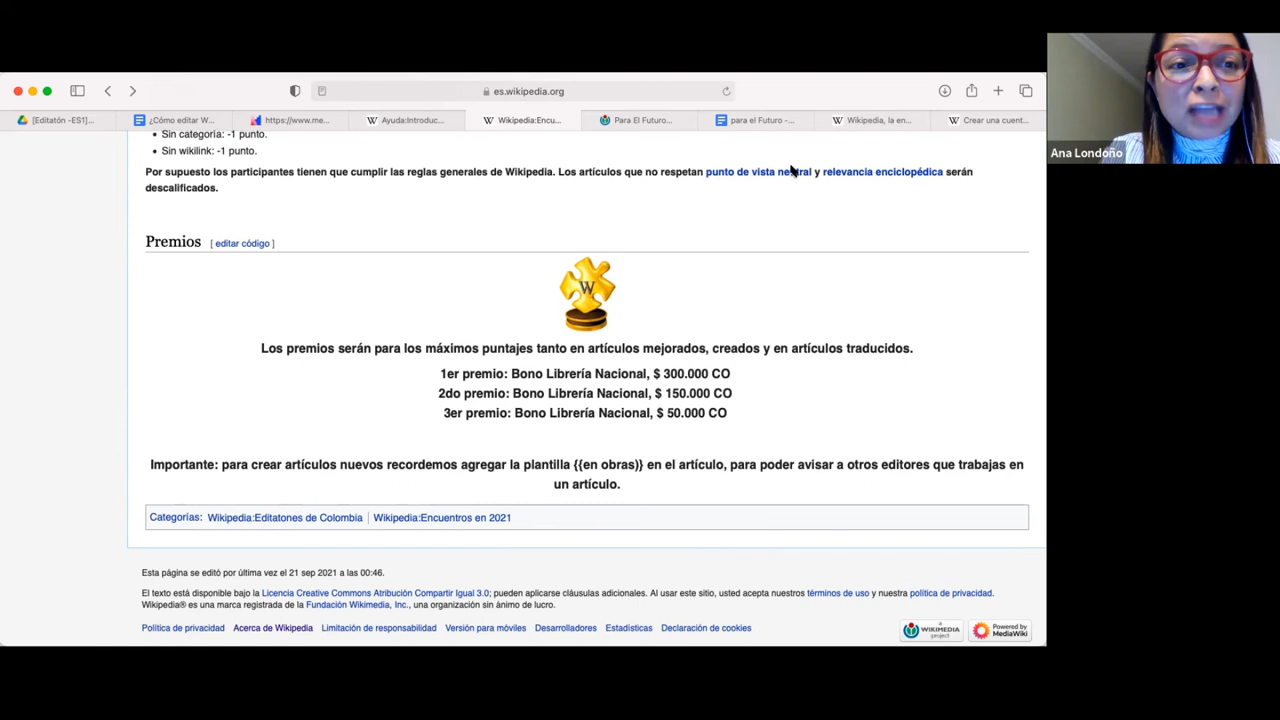 es.wikipedia.org
[Editatón -ES1]...
¿Cómo editar W...
https://www.me...
Ayuda:Introduc...
Wikipedia:Encu...
Para El Futuro...
para el Futuro -...
Wikipedia, la en...
Crear una cuent...
Ana Londoño
• Sin categoría: -1 punto.
• Sin wikilink: -1 punto.
Por supuesto los participantes tienen que cumplir las reglas generales de Wikipedia. Los artículos que no respetan punto de vista neutral y relevancia enciclopédica serán
descalificados.
Premios [ editar código ]
W
Los premios serán para los máximos puntajes tanto en artículos mejorados, creados y en artículos traducidos.
1er premio: Bono Librería Nacional, $ 300.000 CO
2do premio: Bono Librería Nacional, $ 150.000 CO
3er premio: Bono Librería Nacional, $ 50.000 CO
Importante: para crear artículos nuevos recordemos agregar la plantilla {{en obras}} en el artículo, para poder avisar a otros editores que trabajas en
un artículo.
Categorías: Wikipedia:Editatones de Colombia | Wikipedia:Encuentros en 2021
Esta página se editó por última vez el 21 sep 2021 a las 00:46.
El texto está disponible bajo la Licencia Creative Commons Atribución Compartir Igual 3.0; pueden aplicarse cláusulas adicionales. Al usar este sitio, usted acepta nuestros términos de uso y nuestra política de privacidad.
Wikipedia® es una marca registrada de la Fundación Wikimedia, Inc., una organización sin ánimo de lucro.
Política de privacidad Acerca de Wikipedia Limitación de responsabilidad Versión para móviles Desarrolladores Estadísticas Declaración de cookies
a
WIKIMEDIA
project
Powered by
MediaWiki